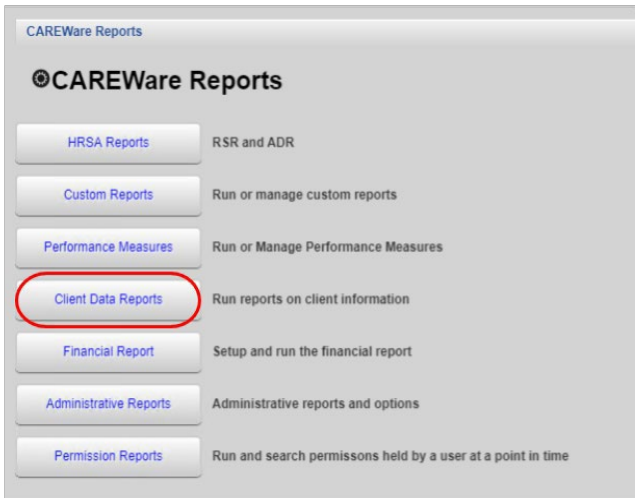 CAREWare Reports
CAREWare Reports
HRSA Reports RSR and ADR
Custom Reports Run or manage custom reports
Performance Measures Run or Manage Performance Measures
Client Data Reports Run reports on client information
Financial Report Setup and run the financial report
Administrative Reports Administrative reports and options
Permission Reports Run and search permissons held by a user at a point in time